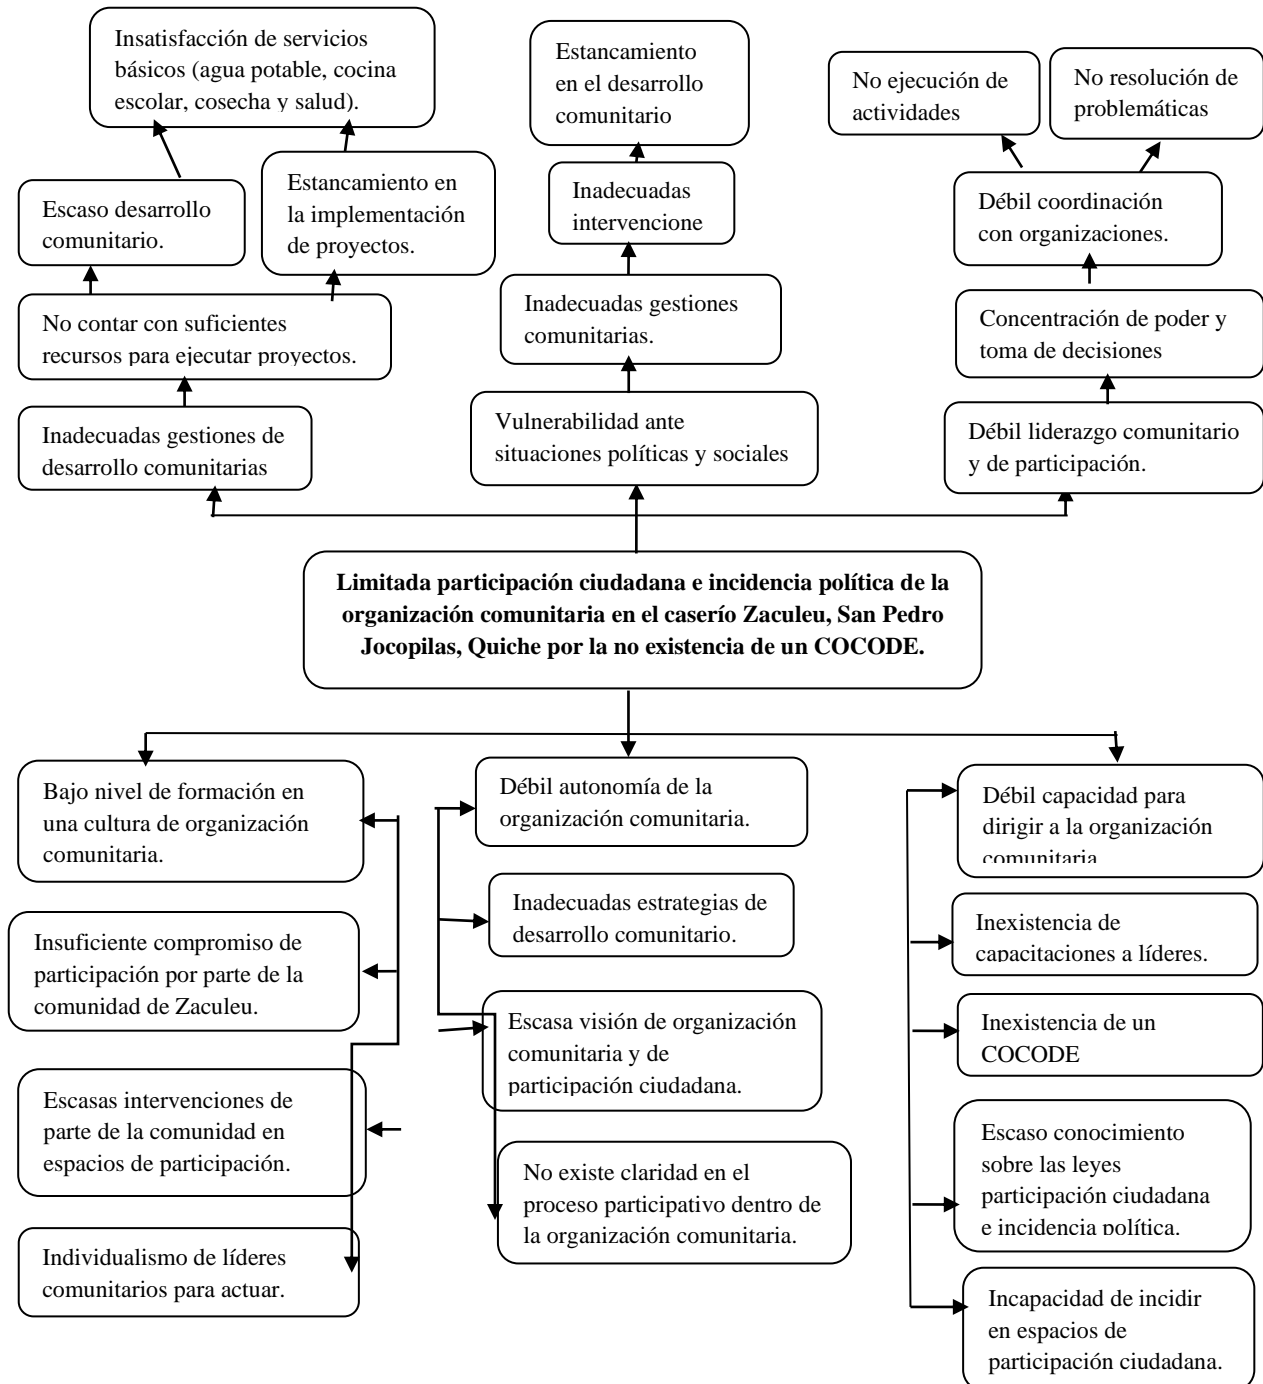 Insatisfacción de servicios
básicos (agua potable, cocina
escolar, cosecha y salud).
Estancamiento
en el desarrollo
comunitario
No ejecución de
actividades
No resolución de
problemáticas
Escaso desarrollo
comunitario.
Estancamiento en
la implementación
de proyectos.
Inadecuadas
intervencione
Débil coordinación
con organizaciones.
No contar con suficientes
recursos para ejecutar proyectos.
Inadecuadas gestiones
comunitarias.
Concentración de poder y
toma de decisiones
Inadecuadas gestiones de
desarrollo comunitarias
Vulnerabilidad ante
situaciones políticas y sociales
Débil liderazgo comunitario
y de participación.
Limitada participación ciudadana e incidencia política de la
organización comunitaria en el caserío Zaculeu, San Pedro
Jocopilas, Quiche por la no existencia de un COCODE.
Bajo nivel de formación en
una cultura de organización
comunitaria.
Insuficiente compromiso de
participación por parte de la
comunidad de Zaculeu.
Escasas intervenciones de
parte de la comunidad en
espacios de participación.
Individualismo de líderes
comunitarios para actuar.
Débil autonomía de la
organización comunitaria.
Inadecuadas estrategias de
desarrollo comunitario.
Escasa visión de organización
comunitaria y de
participación ciudadana.
No existe claridad en el
proceso participativo dentro de
la organización comunitaria.
Débil capacidad para
dirigir a la organización
comunitaria
Inexistencia de
capacitaciones a líderes.
Inexistencia de un
COCODE
Escaso conocimiento
sobre las leyes
participación ciudadana
e incidencia política.
Incapacidad de incidir
en espacios de
participación ciudadana.